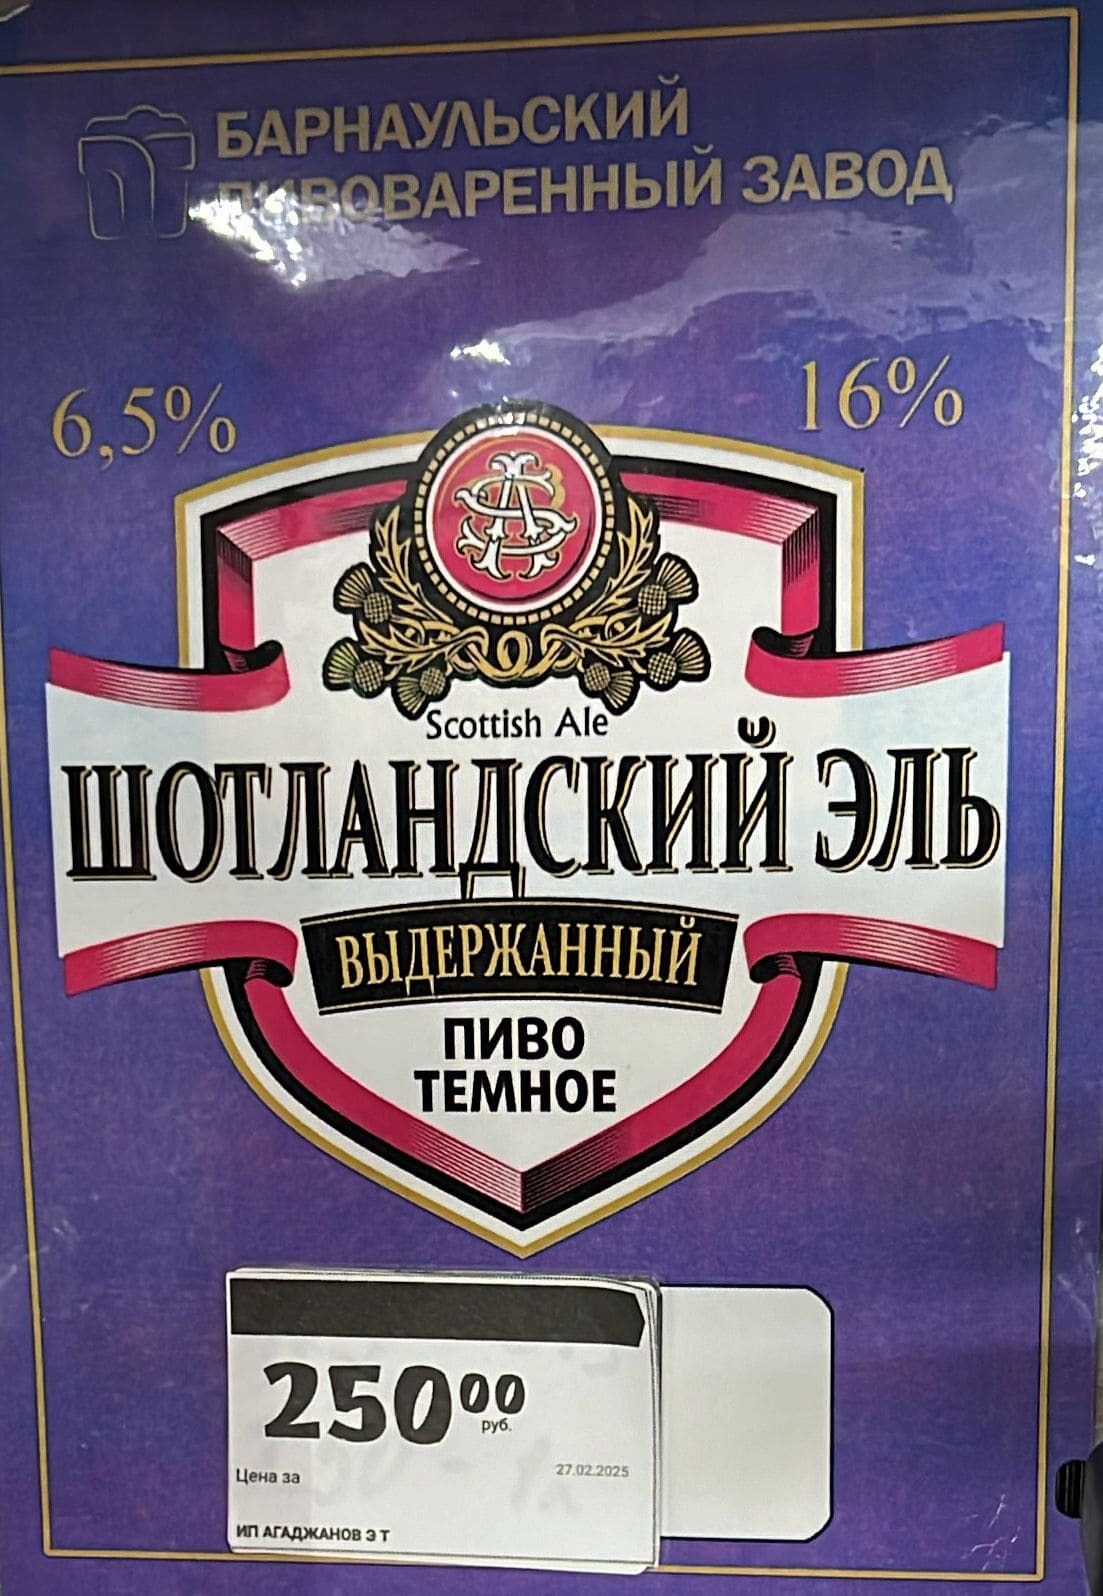 БАРНАУЛЬСКИЙ
ПИВОВАРЕННЫЙ ЗАВОД
6,5%
16%
Scottish Ale
ШОТЛАНДСКИЙ ЭЛЬ
ВЫДЕРЖАННЫЙ
ПИВО
ТЕМНОЕ
250 00
руб.
Цена за
27.02.2025
ИП АГАДЖАНОВ Э Т